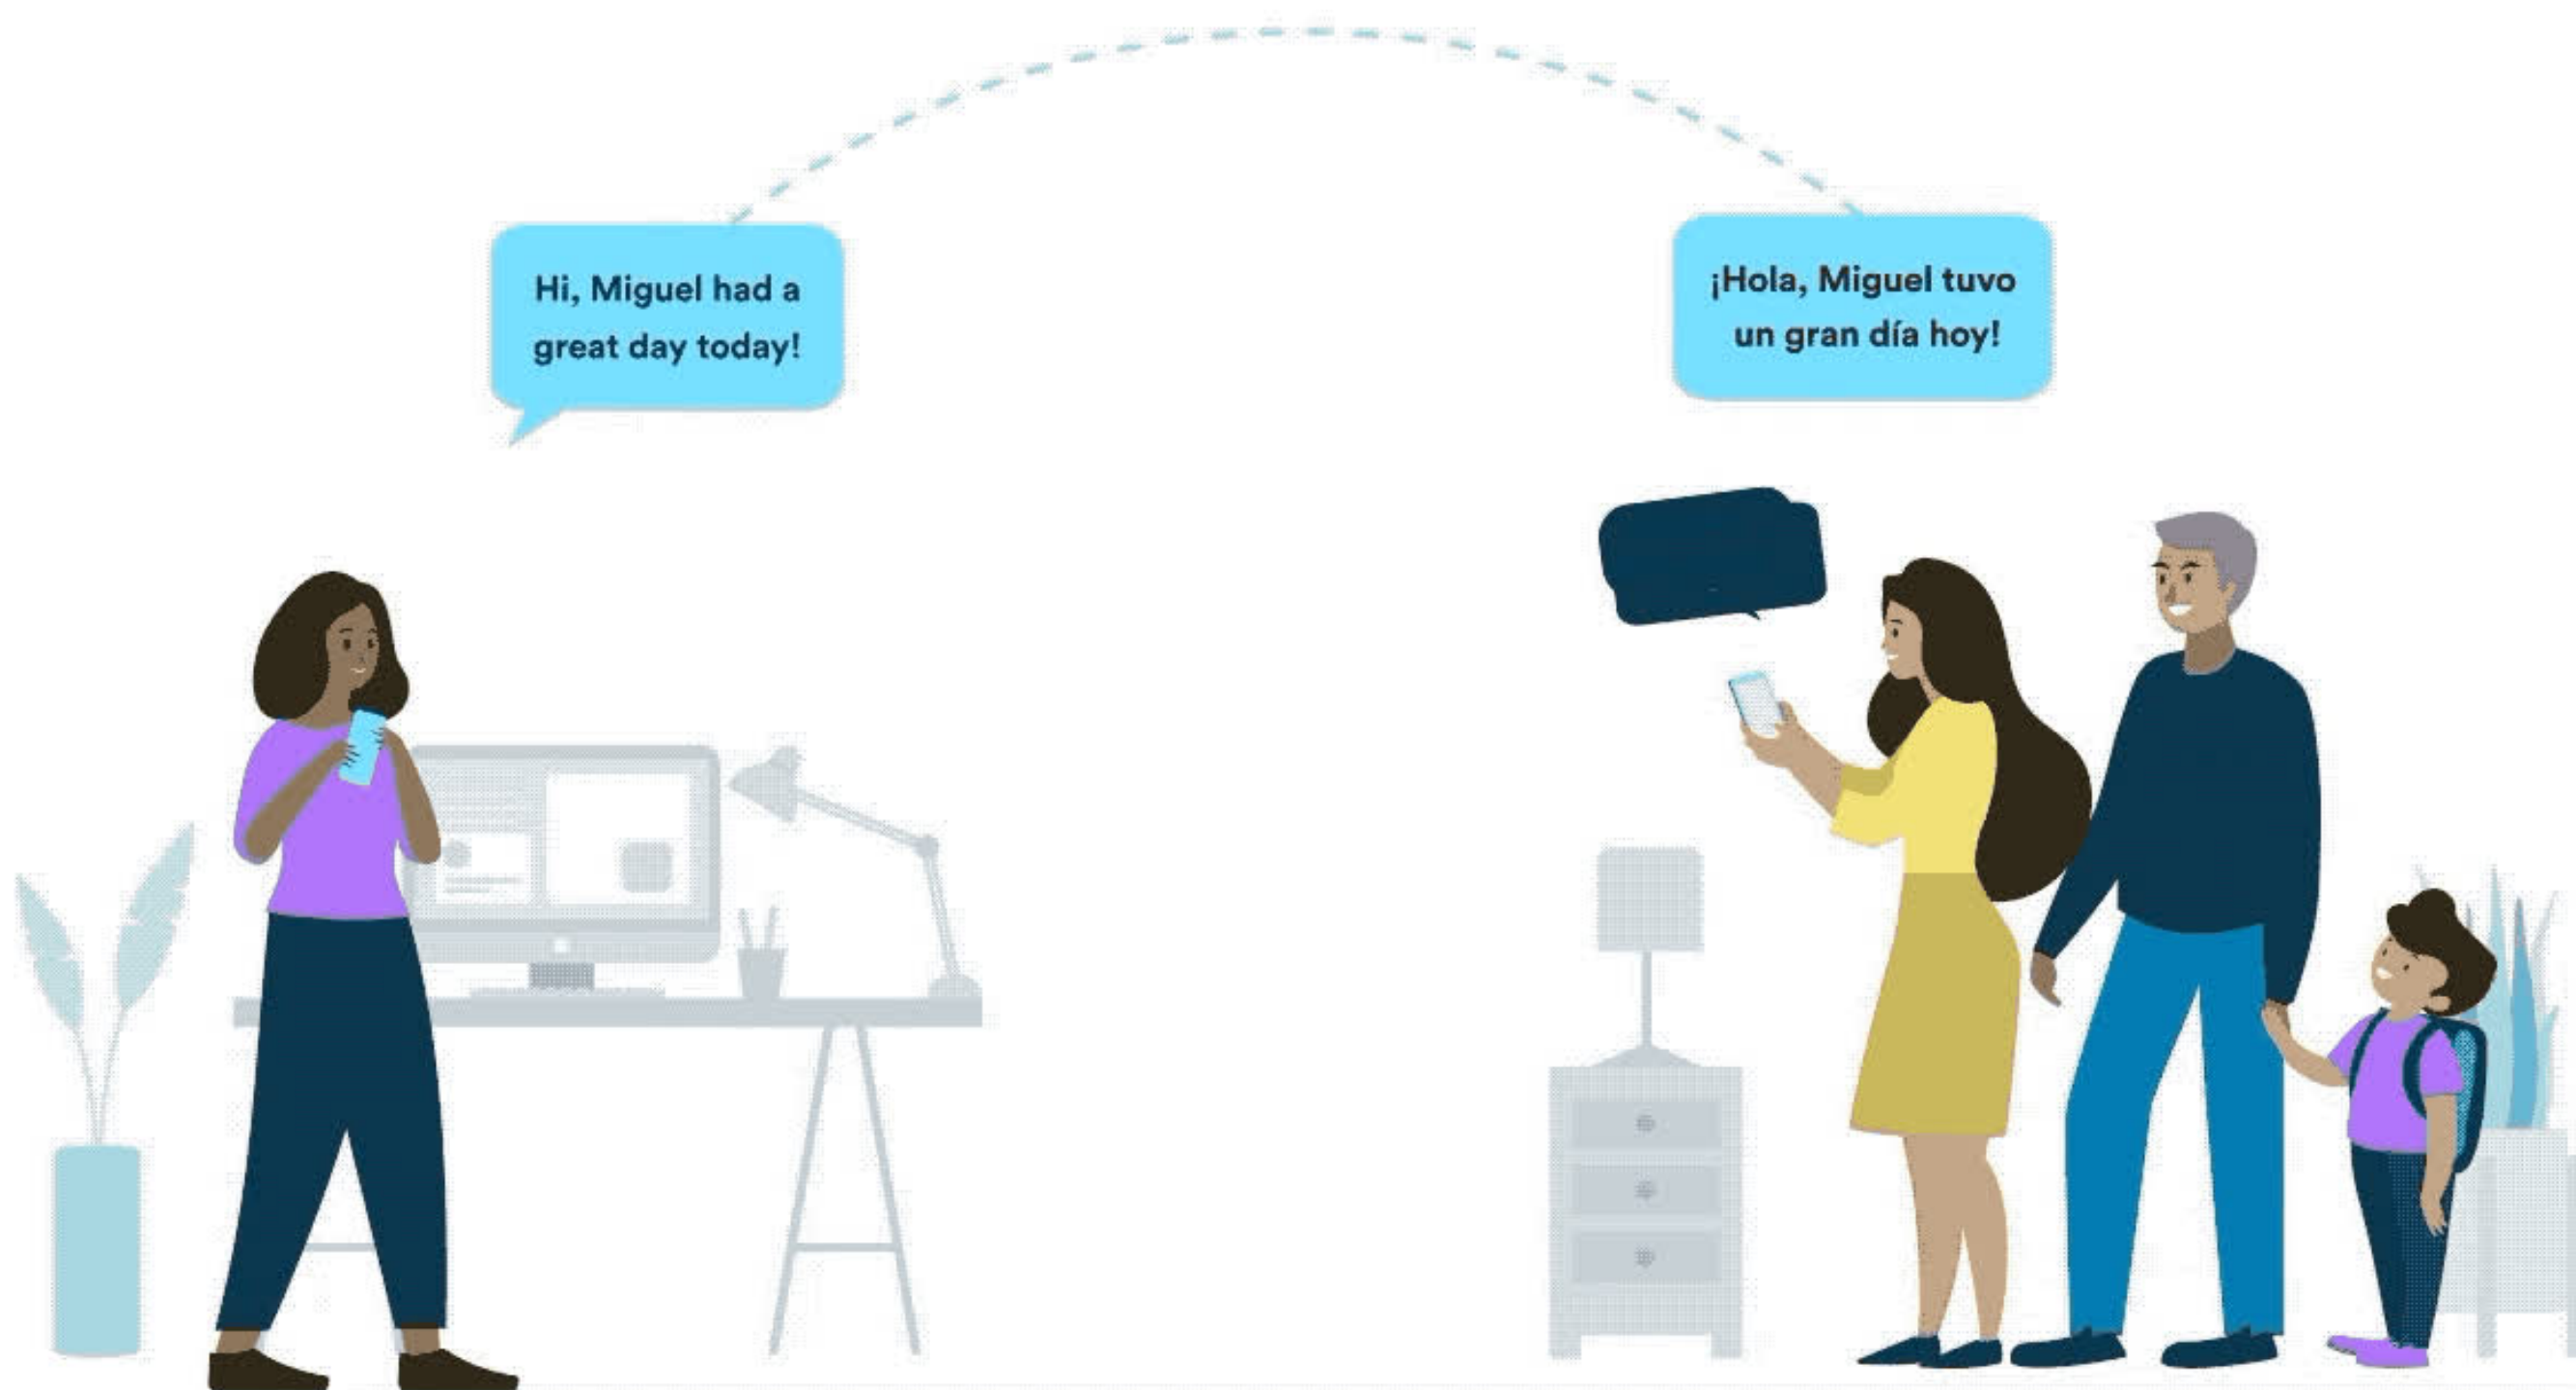 Hi, Miguel had a
great day today!
¡Hola, Miguel tuvo
un gran día hoy!